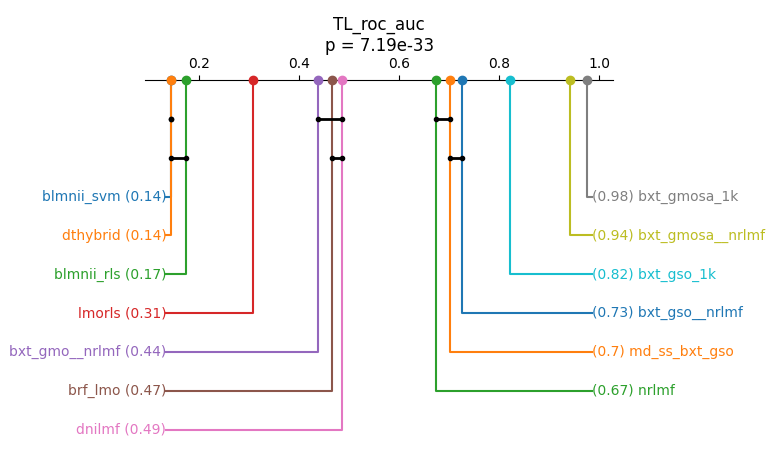 TL_roc_auc
p = 7.19e-33
0.2 0.4 0.6 0.8 1.0
blmnii_svm (0.14) (0.98) bxt_gmosa_1k
dthybrid (0.14) (0.94) bxt_gmosa__nrlmf
blmnii_rls (0.17) (0.82) bxt_gso_1k
lmorls (0.31) (0.73) bxt_gso__nrlmf
bxt_gmo__nrlmf (0.44) (0.7) md_ss_bxt_gso
brf_lmo (0.47) (0.67) nrlmf
dnilmf (0.49)